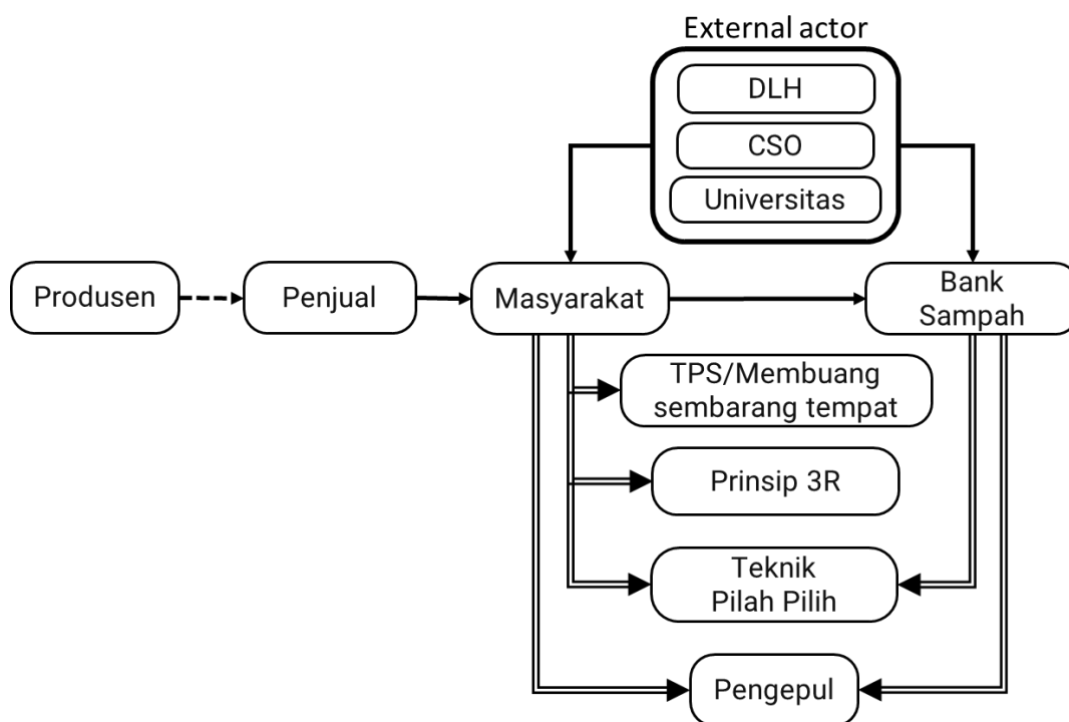 External actor
DLH
CSO
Universitas
Produsen
Penjual
Masyarakat
Bank
Sampah
TPS/Membuang
sembarang tempat
Prinsip 3R
Teknik
Pilah Pilih
Pengepul